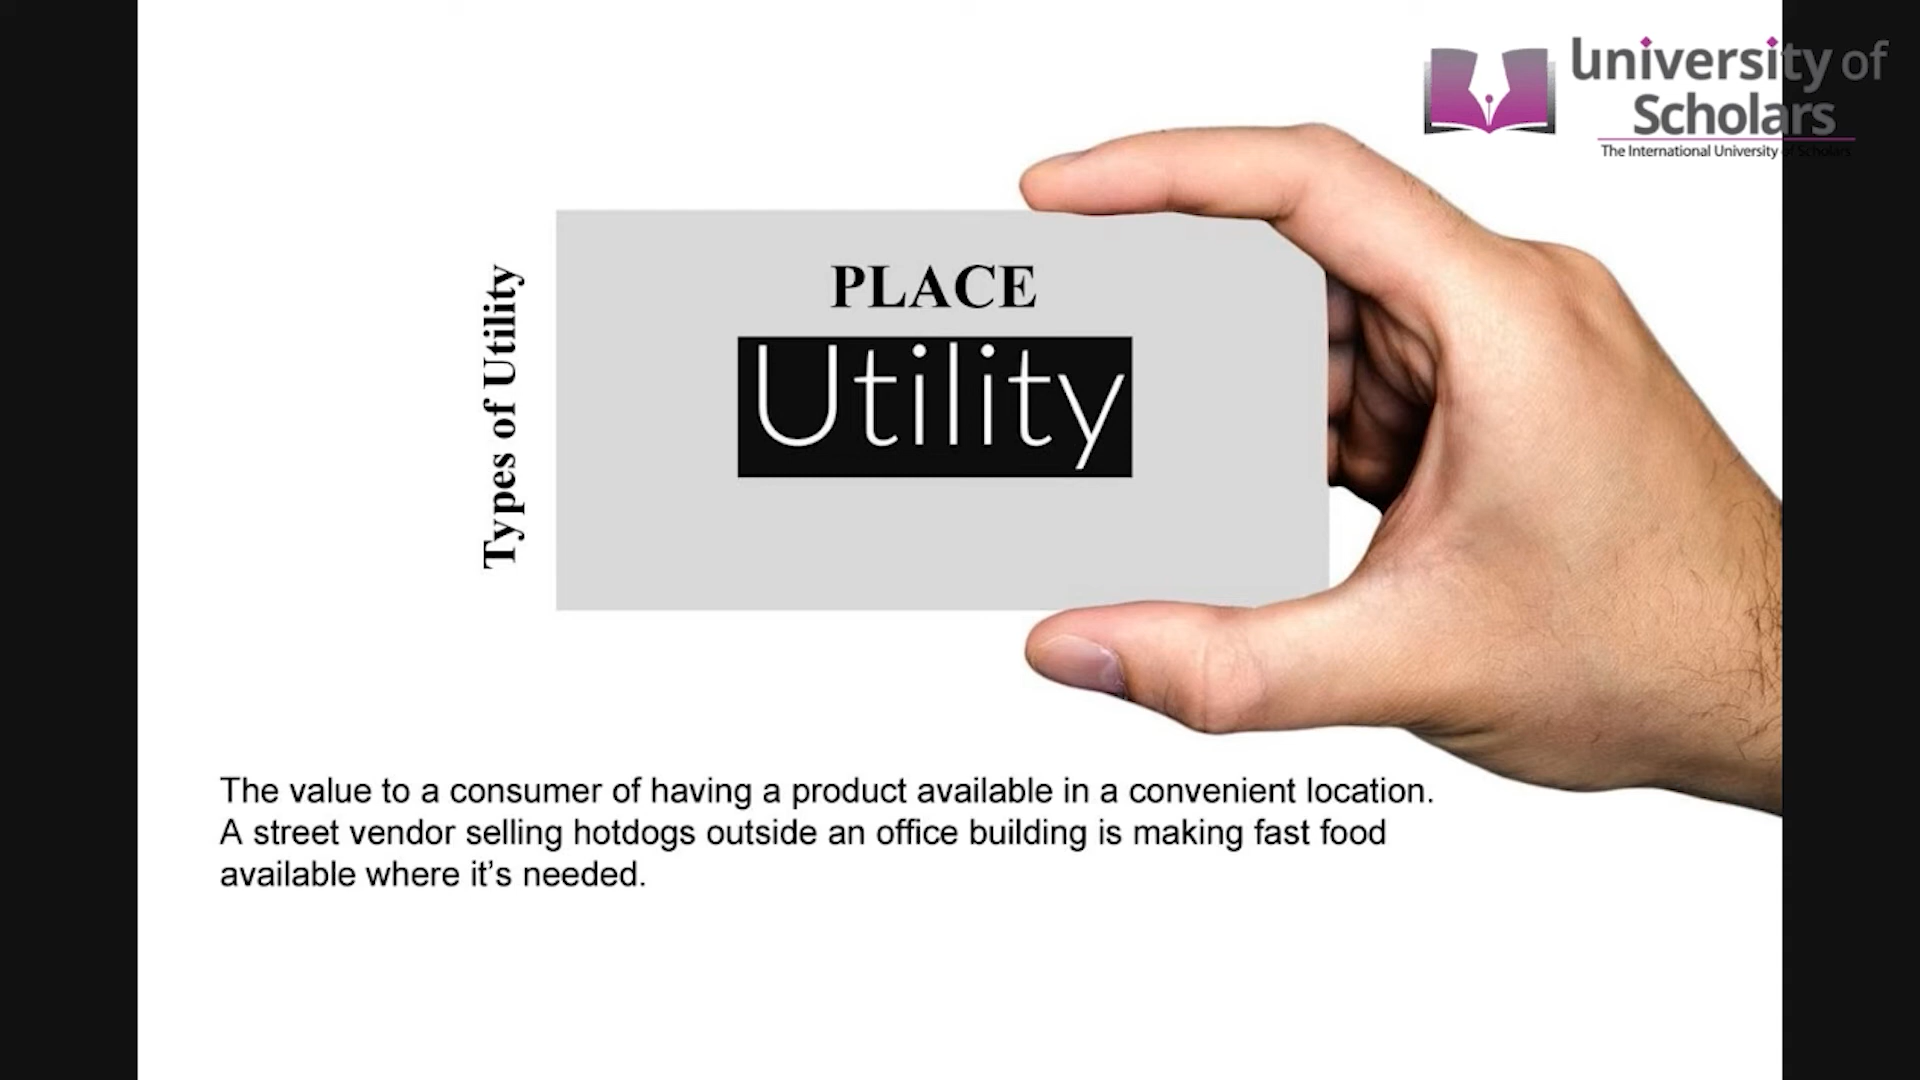 University of
Scholars
The International University of Scholars
PLACE
Utility
Types of Utility
The value to a consumer of having a product available in a convenient location.
A street vendor selling hotdogs outside an office building is making fast food
available where it’s needed.